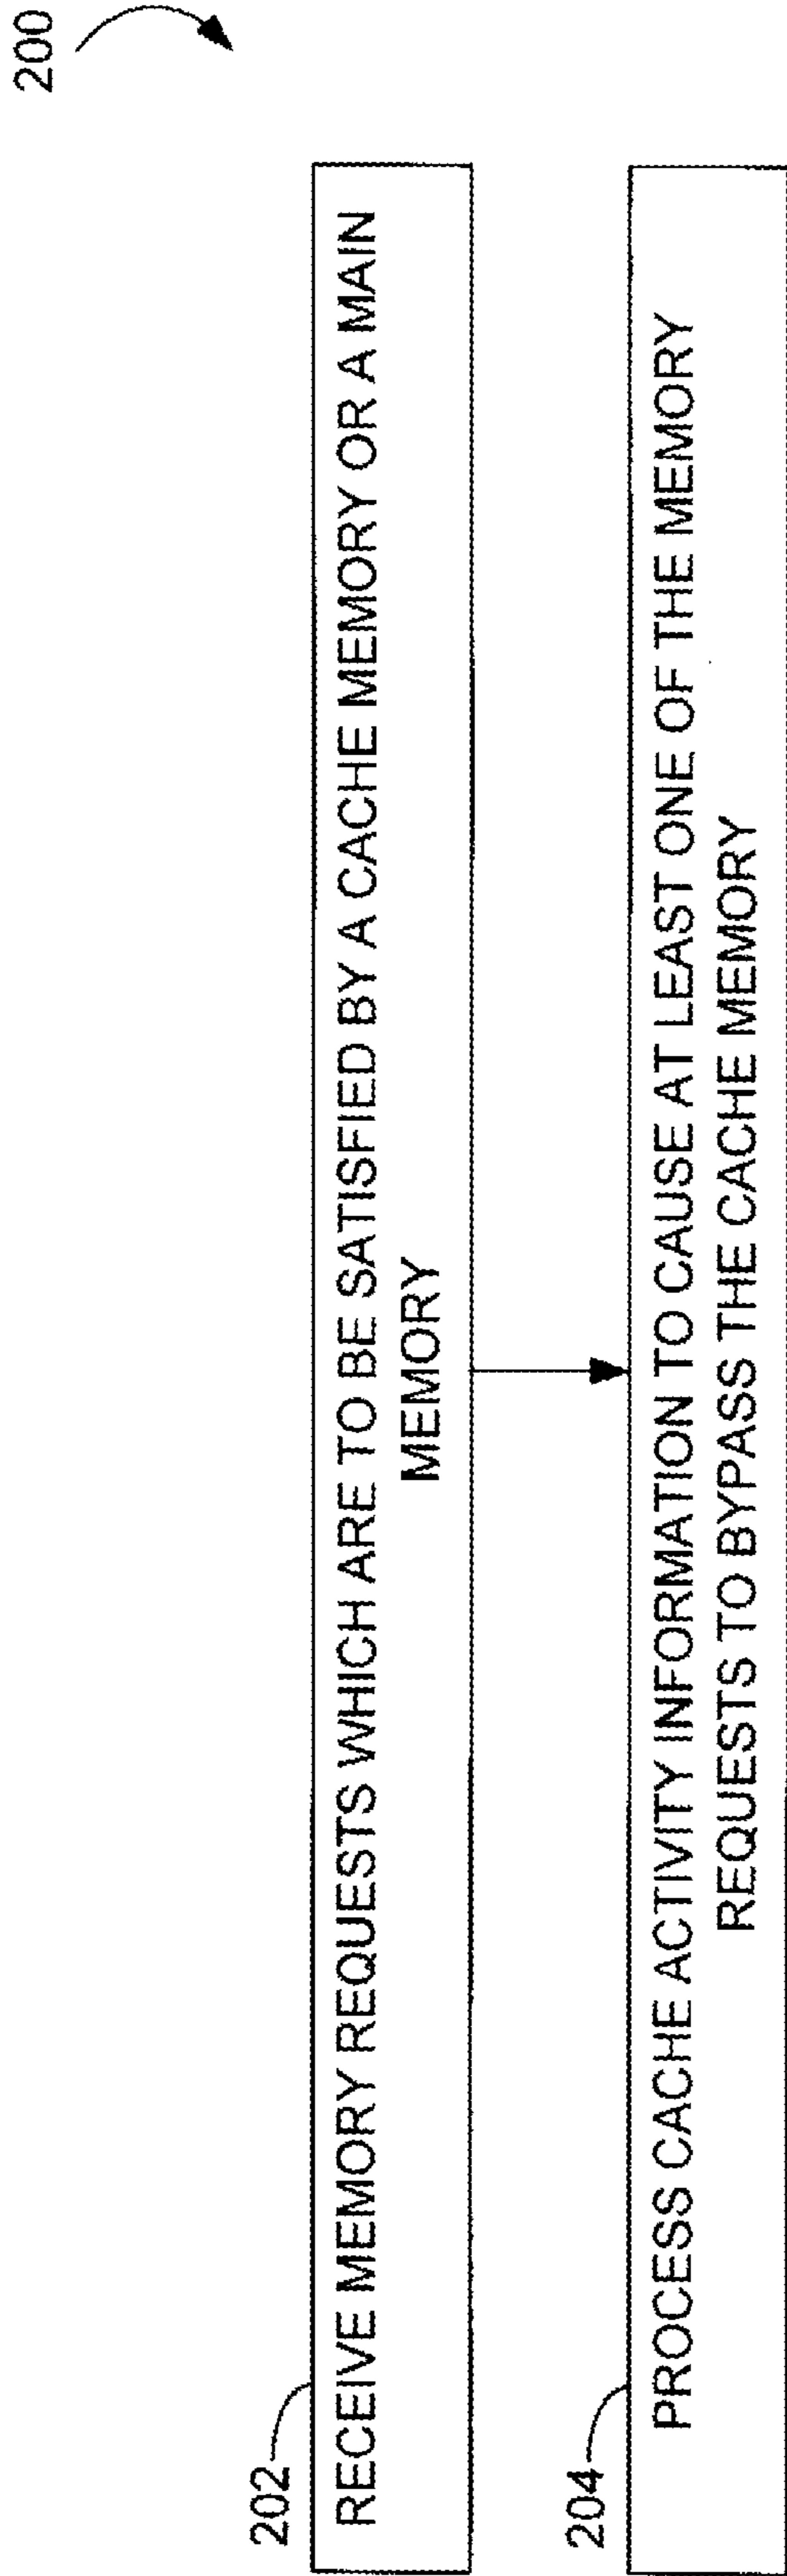 200
202
RECEIVE MEMORY REQUESTS WHICH ARE TO BE SATISFIED BY A CACHE MEMORY OR A MAIN
MEMORY
204
PROCESS CACHE ACTIVITY INFORMATION TO CAUSE AT LEAST ONE OF THE MEMORY
REQUESTS TO BYPASS THE CACHE MEMORY